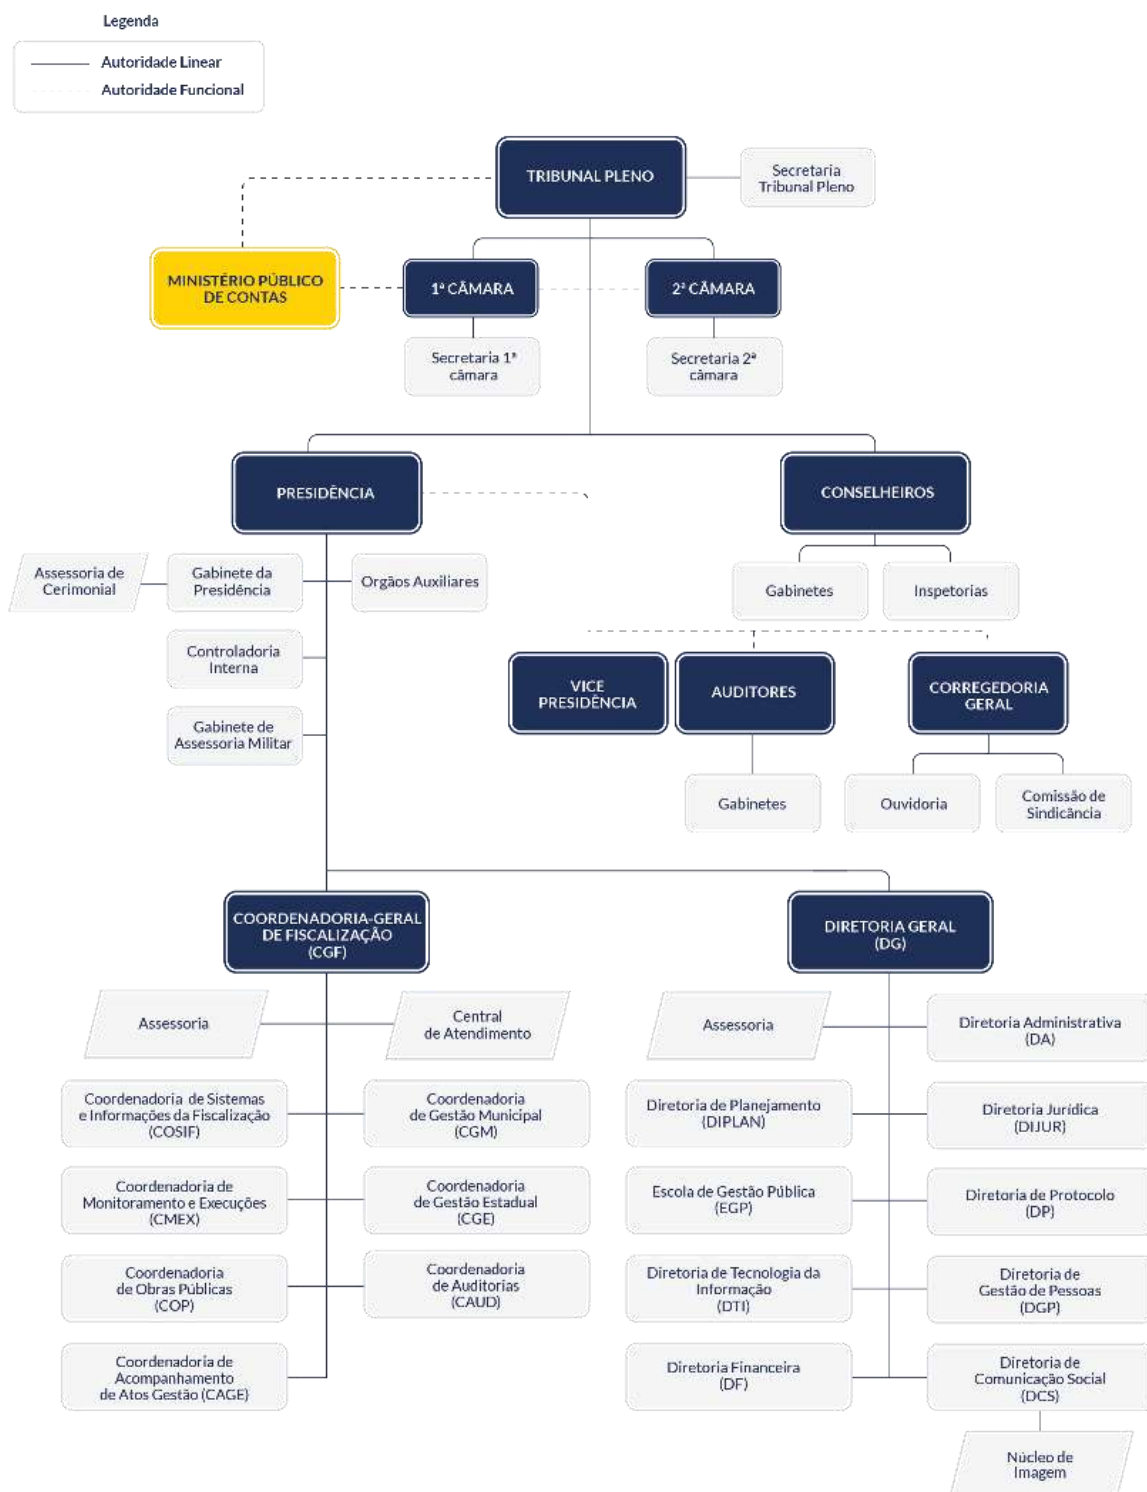 Legenda
Autoridade Linear
Autoridade Funcional
TRIBUNAL PLENO
Secretaria
Tribunal Pleno
MINISTÉRIO PÚBLICO
DE CONTAS
1ª CÂMARA
2ª CÂMARA
Secretaria 1ª
câmara
Secretaria 2ª
câmara
PRESIDÊNCIA
CONSELHEIROS
Assessoria de
Cerimonial
Gabinete da
Presidência
Orgãos Auxiliares
Gabinetes
Inspetorias
Controladoria
Interna
VICE
PRESIDÊNCIA
AUDITORES
CORREGEDORIA
GERAL
Gabinete de
Assessoria Militar
Gabinetes
Ouvidoria
Comissão de
Sindicância
COORDENADORIA-GERAL
DE FISCALIZAÇÃO
(CGF)
DIRETORIA GERAL
(DG)
Assessoria
Central
de Atendimento
Assessoria
Diretoria Administrativa
(DA)
Coordenadoria de Sistemas
e Informações da Fiscalização
(COSIF)
Coordenadoria
de Gestão Municipal
(CGM)
Diretoria de Planejamento
(DIPLAN)
Diretoria Jurídica
(DIJUR)
Coordenadoria de
Monitoramento e Execuções
(CMEX)
Coordenadoria
de Gestão Estadual
(CGE)
Escola de Gestão Pública
(EGP)
Diretoria de Protocolo
(DP)
Coordenadoria
de Obras Públicas
(COP)
Coordenadoria
de Auditorias
(CAUD)
Diretoria de Tecnologia da
Informação
(DTI)
Diretoria de
Gestão de Pessoas
(DGP)
Coordenadoria de
Acompanhamento
de Atos Gestão (CAGE)
Diretoria Financeira
(DF)
Diretoria de
Comunicação Social
(DCS)
Núcleo de
Imagem